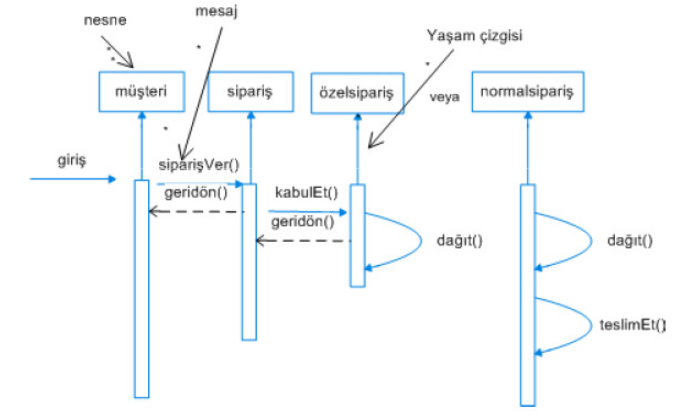 nesne
mesaj
Yaşam çizgisi
müşteri
sipariş
özelsipariş
veya
normalsipariş
giriş
siparişVer()
geridön()
kabulEt()
geridön()
dağıt()
dağıt()
teslimEt()